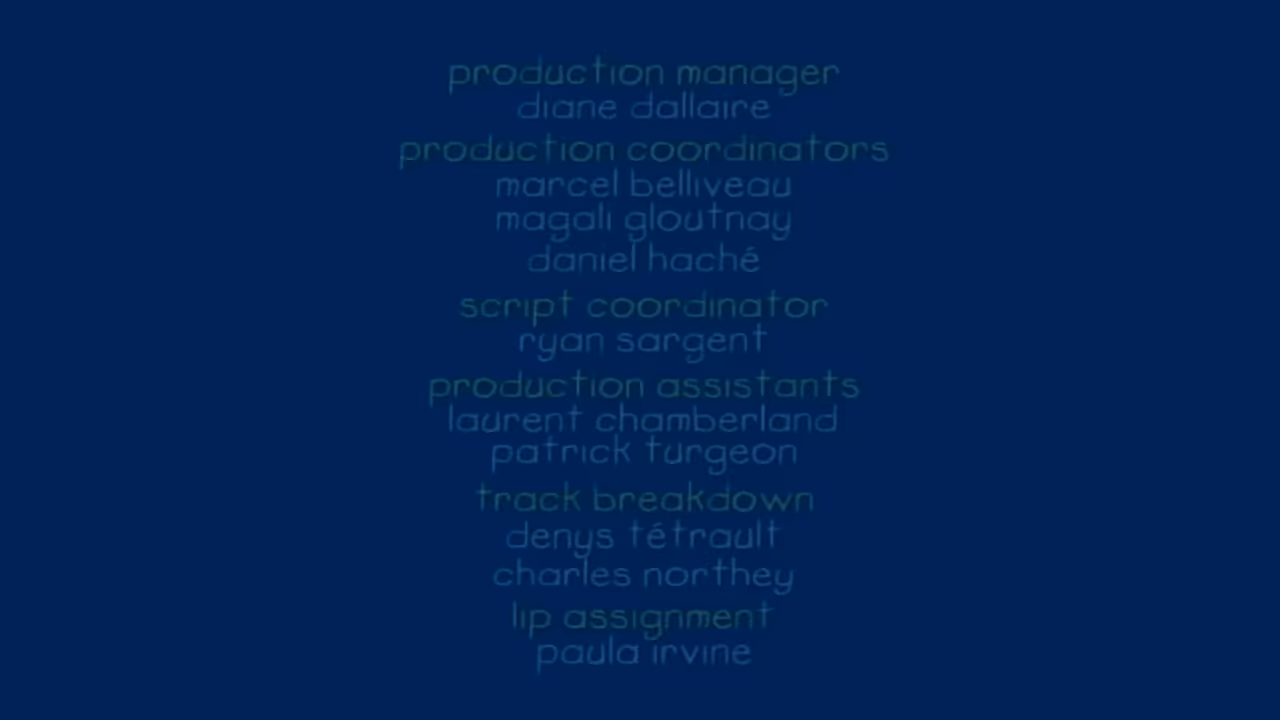 production manager
diane dallaire
production coordinators
marcel belliveau
magali gloutnay
daniel haché
script coordinator
ryan sargent
production assistants
laurent chamberland
patrick turgeon
track breakdown
denys tétrault
charles northey
lip assignment
paula irvine